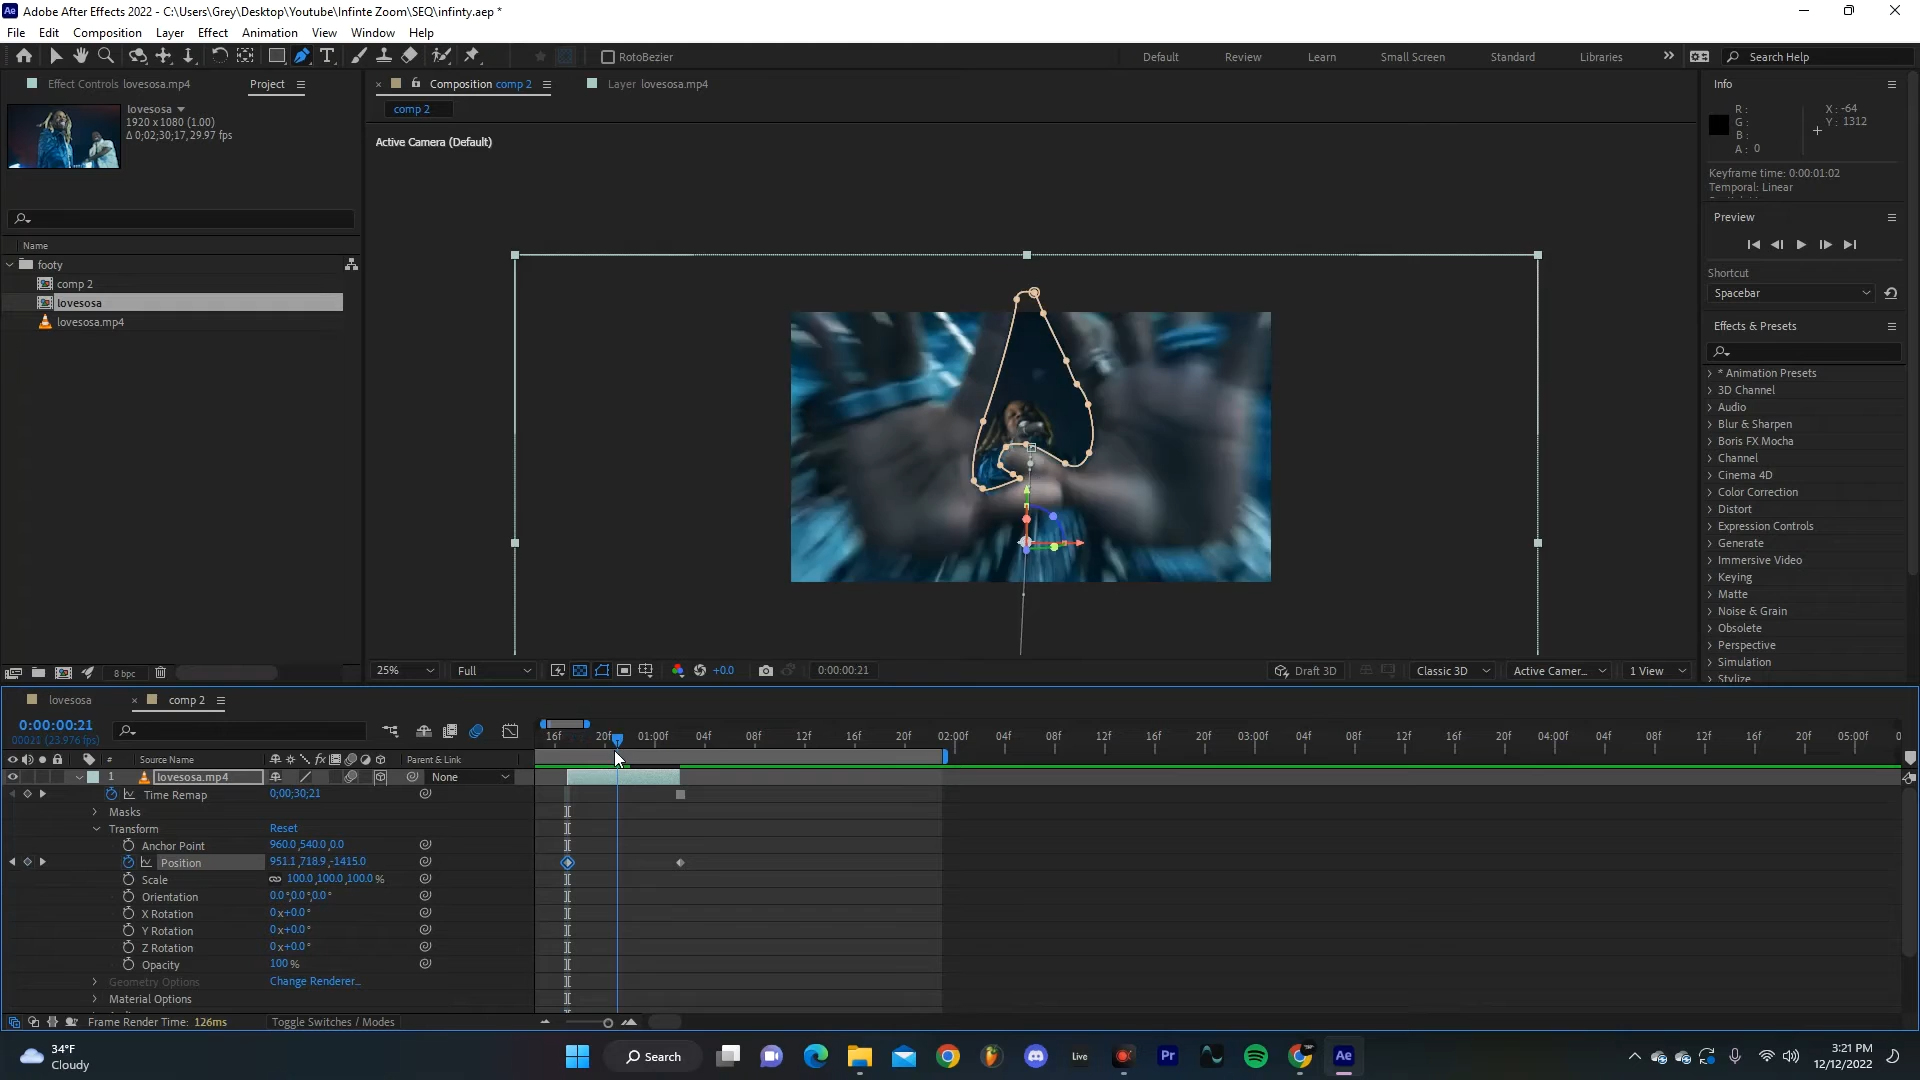 Adobe After Effects 2022 - C:\Users\Grey\Desktop\Youtube\Infinte Zoom\SEQ\infinty.aep *
File Edit Composition Layer Effect Animation View Window Help
RotoBezier Default Review Learn Small Screen Standard Libraries Search Help
Effect Controls lovesosa.mp4 Project Composition comp 2 Layer lovesosa.mp4 Info
lovesosa
1920 x 1080 (1.00)
Δ 0;02;30;17, 29.97 fps
comp 2
Active Camera (Default)
R:
G:
B:
A: 0
X: -64
Y: 1312
Keyframe time: 0:00:01:02
Temporal: Linear
Preview
Shortcut
Spacebar
Name
footy
comp 2
lovesosa
lovesosa.mp4
Effects & Presets
* Animation Presets
3D Channel
Audio
Blur & Sharpen
Boris FX Mocha
Channel
Cinema 4D
Color Correction
Distort
Expression Controls
Generate
Immersive Video
Keying
Matte
Noise & Grain
Obsolete
Perspective
Simulation
Stylize
8 bpc
25% Full +0.0 0:00:00:21 Draft 3D Classic 3D Active Camer... 1 View
lovesosa comp 2
0:00:00:21
00021 (23.976 fps)
16f 20f 01:00f 04f 08f 12f 16f 20f 02:00f 04f 08f 12f 16f 20f 03:00f 04f 08f 12f 16f 20f 04:00f 04f 08f 12f 16f 20f 05:00f
# Source Name fx Parent & Link
1 lovesosa.mp4 None
Time Remap 0;00;30;21
Masks
Transform Reset
Anchor Point 960.0,540.0,0.0
Position 951.1,718.9,-1415.0
Scale 100.0,100.0,100.0 %
Orientation 0.0°,0.0°,0.0°
X Rotation 0x+0.0°
Y Rotation 0x+0.0°
Z Rotation 0x+0.0°
Opacity 100 %
Geometry Options Change Renderer...
Material Options
Frame Render Time: 126ms Toggle Switches / Modes
34°F
Cloudy
Search
Live
Pr
Ae
3:21 PM
12/12/2022